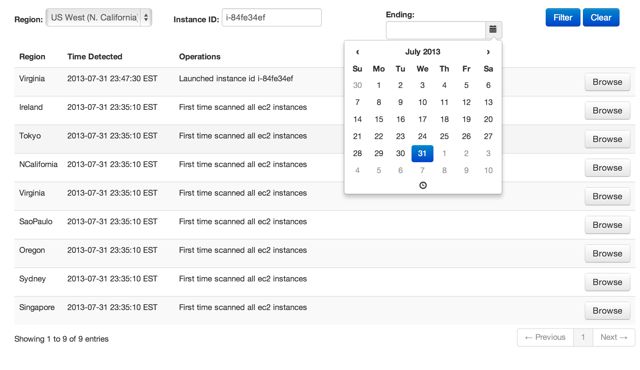 Region: US West (N. California) Instance ID: i-84fe34ef Ending: Filter Clear
Region Time Detected Operations
Virginia 2013-07-31 23:47:30 EST Launched instance id i-84fe34ef Browse
Ireland 2013-07-31 23:35:10 EST First time scanned all ec2 instances Browse
Tokyo 2013-07-31 23:35:10 EST First time scanned all ec2 instances Browse
NCalifornia 2013-07-31 23:35:10 EST First time scanned all ec2 instances Browse
Virginia 2013-07-31 23:35:10 EST First time scanned all ec2 instances Browse
SaoPaulo 2013-07-31 23:35:10 EST First time scanned all ec2 instances Browse
Oregon 2013-07-31 23:35:10 EST First time scanned all ec2 instances Browse
Sydney 2013-07-31 23:35:10 EST First time scanned all ec2 instances Browse
Singapore 2013-07-31 23:35:10 EST First time scanned all ec2 instances Browse
‹ July 2013 ›
Su Mo Tu We Th Fr Sa
30 1 2 3 4 5 6
7 8 9 10 11 12 13
14 15 16 17 18 19 20
21 22 23 24 25 26 27
28 29 30 31 1 2 3
4 5 6 7 8 9 10
Showing 1 to 9 of 9 entries
← Previous 1 Next →